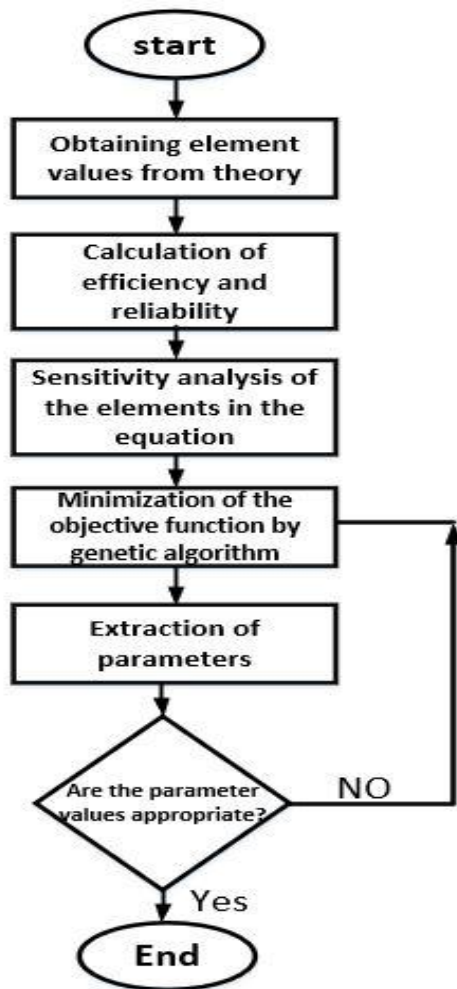 start
Obtaining element
values from theory
Calculation of
efficiency and
reliability
Sensitivity analysis of
the elements in the
equation
Minimization of the
objective function by
genetic algorithm
Extraction of
parameters
Are the parameter
values appropriate?
NO
Yes
End